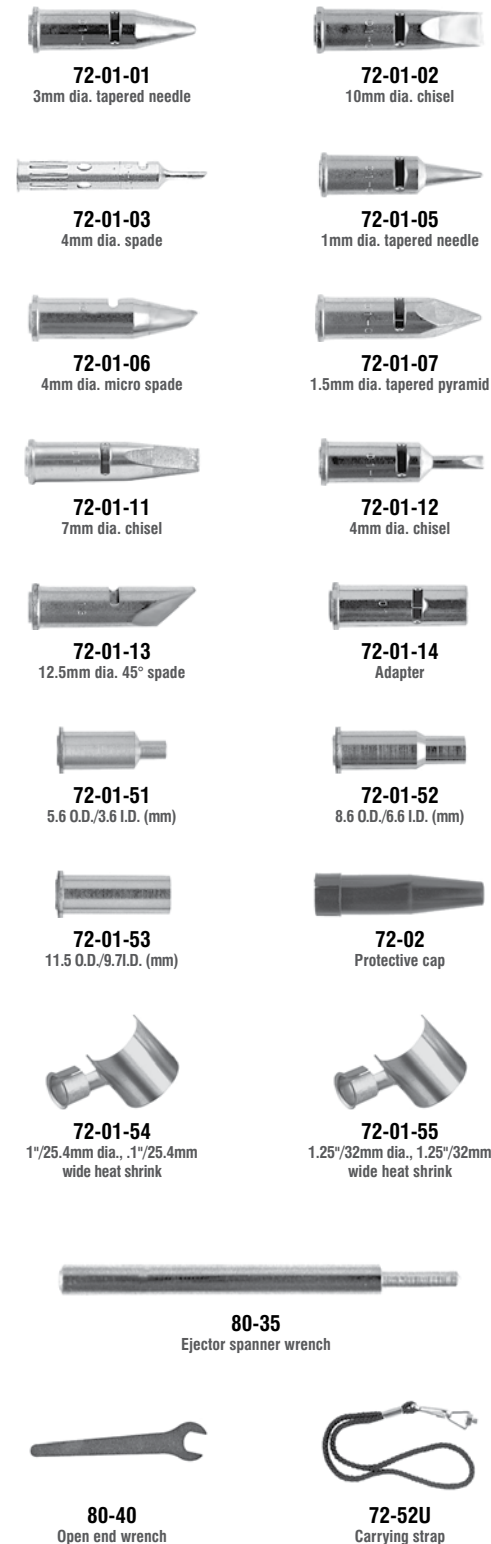 72-01-01
3mm dia. tapered needle
72-01-02
10mm dia. chisel
72-01-03
4mm dia. spade
72-01-05
1mm dia. tapered needle
72-01-06
4mm dia. micro spade
72-01-07
1.5mm dia. tapered pyramid
72-01-11
7mm dia. chisel
72-01-12
4mm dia. chisel
72-01-13
12.5mm dia. 45° spade
72-01-14
Adapter
72-01-51
5.6 O.D./3.6 I.D. (mm)
72-01-52
8.6 O.D./6.6 I.D. (mm)
72-01-53
11.5 O.D./9.7I.D. (mm)
72-02
Protective cap
72-01-54
1"/25.4mm dia., .1"/25.4mm
wide heat shrink
72-01-55
1.25"/32mm dia., 1.25"/32mm
wide heat shrink
80-35
Ejector spanner wrench
80-40
Open end wrench
72-52U
Carrying strap